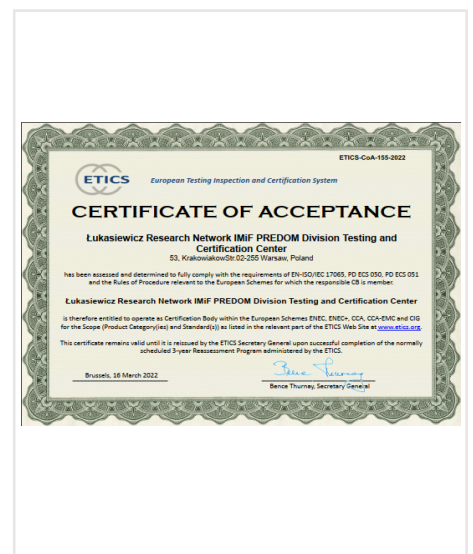 ETICS-CoA-155-2022
ETICS
European Testing Inspection and Certification System
CERTIFICATE OF ACCEPTANCE
Łukasiewicz Research Network IMiF PREDOM Division Testing and
Certification Center
53, KrakowiakowStr.02-255 Warsaw, Poland
has been assessed and determined to fully comply with the requirements of EN-ISO/IEC 17065, PD ECS 050, PD ECS 051
and the Rules of Procedure relevant to the European Schemes for which the responsible CB is member.
Łukasiewicz Research Network IMiF PREDOM Division Testing and Certification Center
is therefore entitled to operate as Certification Body within the European Schemes ENEC, ENEC+, CCA, CCA-EMC and CIG
for the Scope (Product Category(ies) and Standard(s)) as listed in the relevant part of the ETICS Web Site at www.etics.org.
This certificate remains valid until it is reissued by the ETICS Secretary General upon successful completion of the normally
scheduled 3-year Reassessment Program administered by the ETICS.
Bence Thurnay
Brussels, 16 March 2022
Bence Thurnay, Secretary General